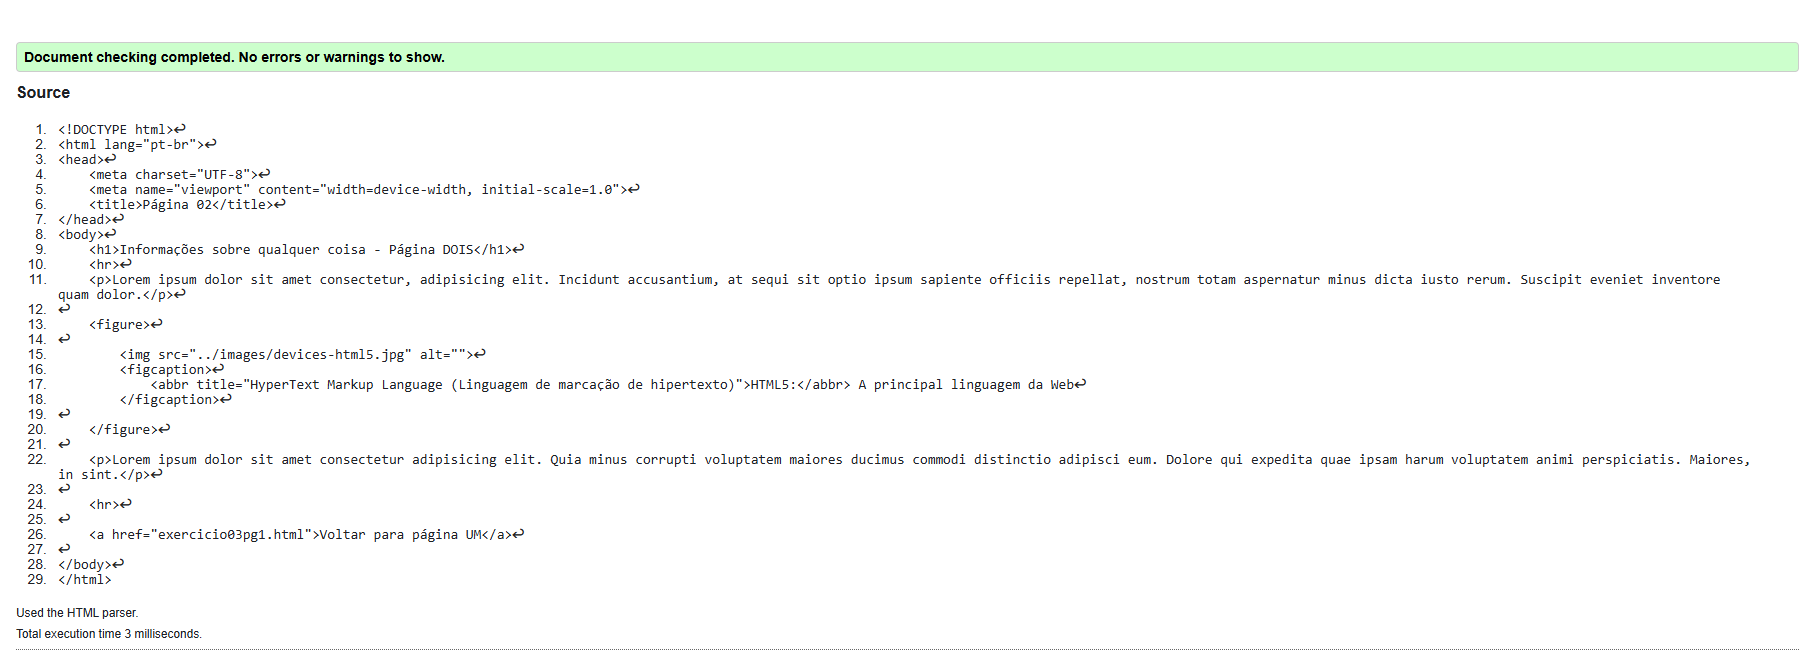 Document checking completed. No errors or warnings to show.
Source
1. <!DOCTYPE html>↩
2. <html lang="pt-br">↩
3. <head>↩
4.     <meta charset="UTF-8">↩
5.     <meta name="viewport" content="width=device-width, initial-scale=1.0">↩
6.     <title>Página 02</title>↩
7. </head>↩
8. <body>↩
9.     <h1>Informações sobre qualquer coisa - Página DOIS</h1>↩
10.     <hr>↩
11.     <p>Lorem ipsum dolor sit amet consectetur, adipisicing elit. Incidunt accusantium, at sequi sit optio ipsum sapiente officiis repellat, nostrum totam aspernatur minus dicta iusto rerum. Suscipit eveniet inventore
quam dolor.</p>↩
12. ↩
13.     <figure>↩
14. ↩
15.         <img src="../images/devices-html5.jpg" alt="">↩
16.         <figcaption>↩
17.             <abbr title="HyperText Markup Language (Linguagem de marcação de hipertexto)">HTML5:</abbr> A principal linguagem da Web↩
18.         </figcaption>↩
19. ↩
20.     </figure>↩
21. ↩
22.     <p>Lorem ipsum dolor sit amet consectetur adipisicing elit. Quia minus corrupti voluptatem maiores ducimus commodi distinctio adipisci eum. Dolore qui expedita quae ipsam harum voluptatem animi perspiciatis. Maiores,
in sint.</p>↩
23. ↩
24.     <hr>↩
25. ↩
26.     <a href="exercicio03pg1.html">Voltar para página UM</a>↩
27. ↩
28. </body>↩
29. </html>
Used the HTML parser.
Total execution time 3 milliseconds.